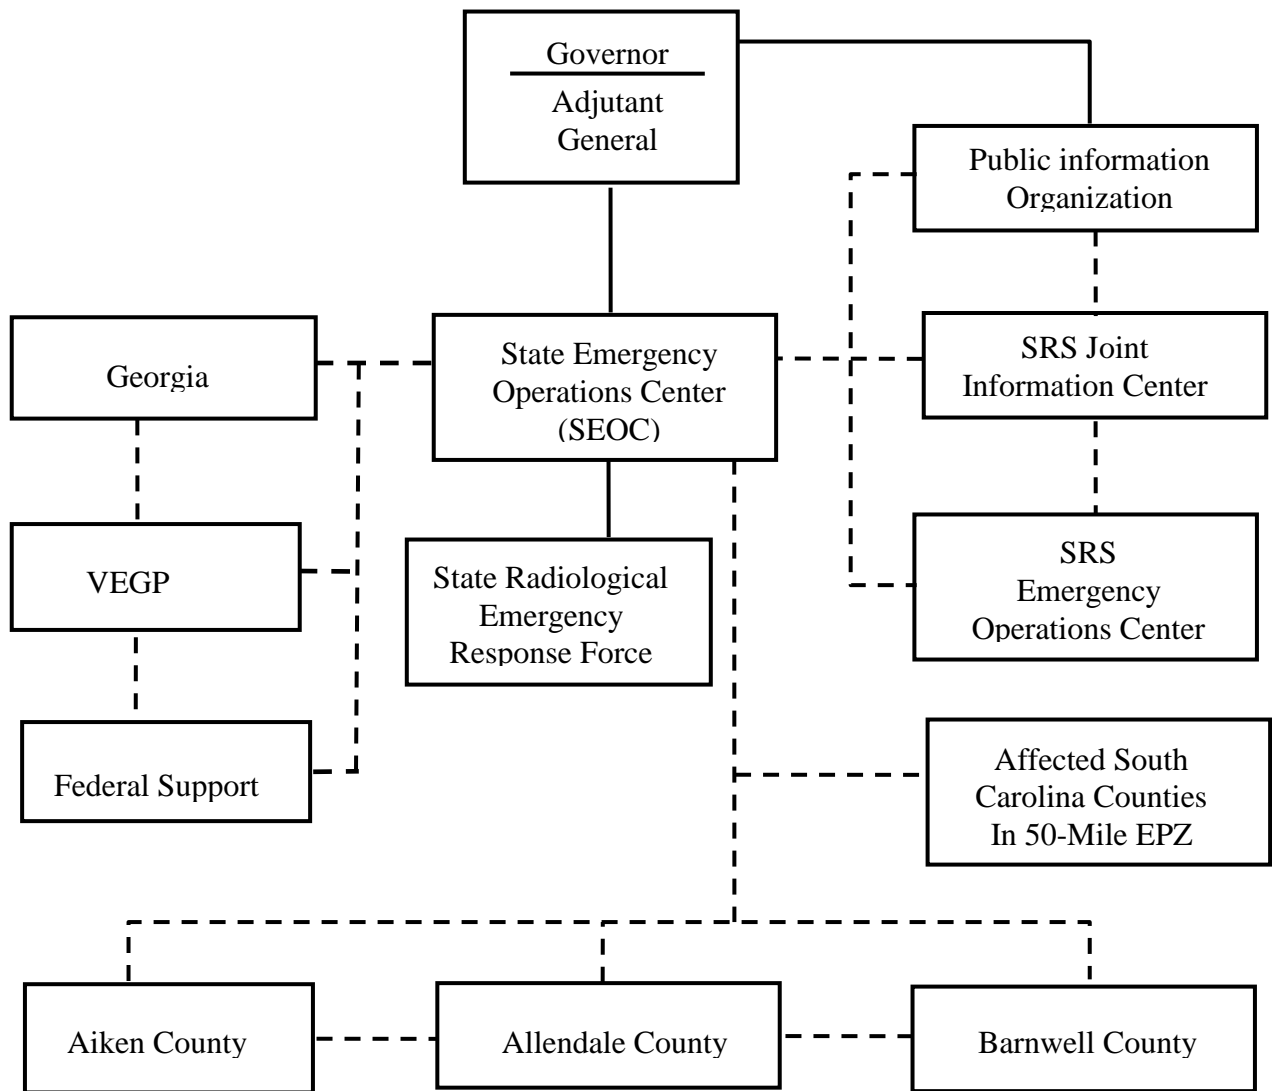 Governor
Adjutant
General
Public information
Organization
Georgia
State Emergency
Operations Center
(SEOC)
SRS Joint
Information Center
VEGP
State Radiological
Emergency
Response Force
SRS
Emergency
Operations Center
Federal Support
Affected South
Carolina Counties
In 50-Mile EPZ
Aiken County
Allendale County
Barnwell County